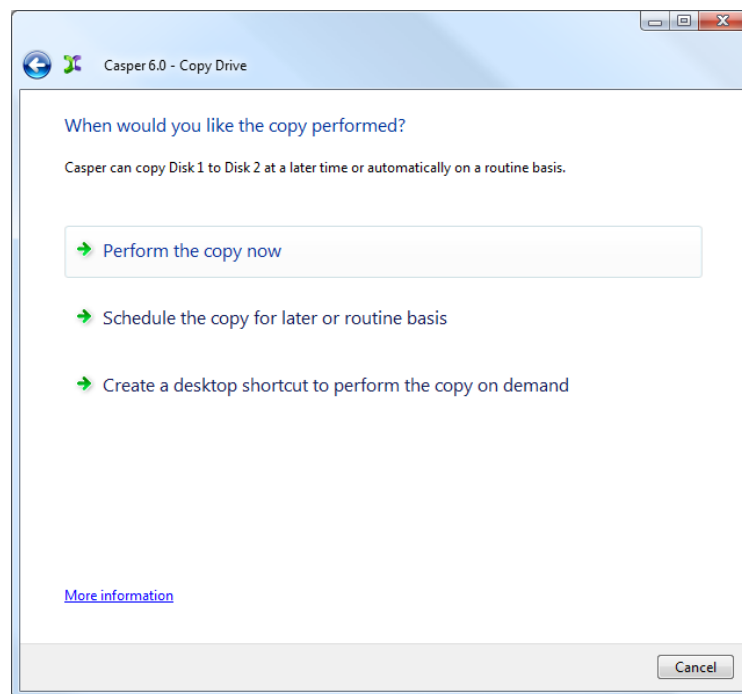 Casper 6.0 - Copy Drive
When would you like the copy performed?
Casper can copy Disk 1 to Disk 2 at a later time or automatically on a routine basis.
Perform the copy now
Schedule the copy for later or routine basis
Create a desktop shortcut to perform the copy on demand
More information
Cancel